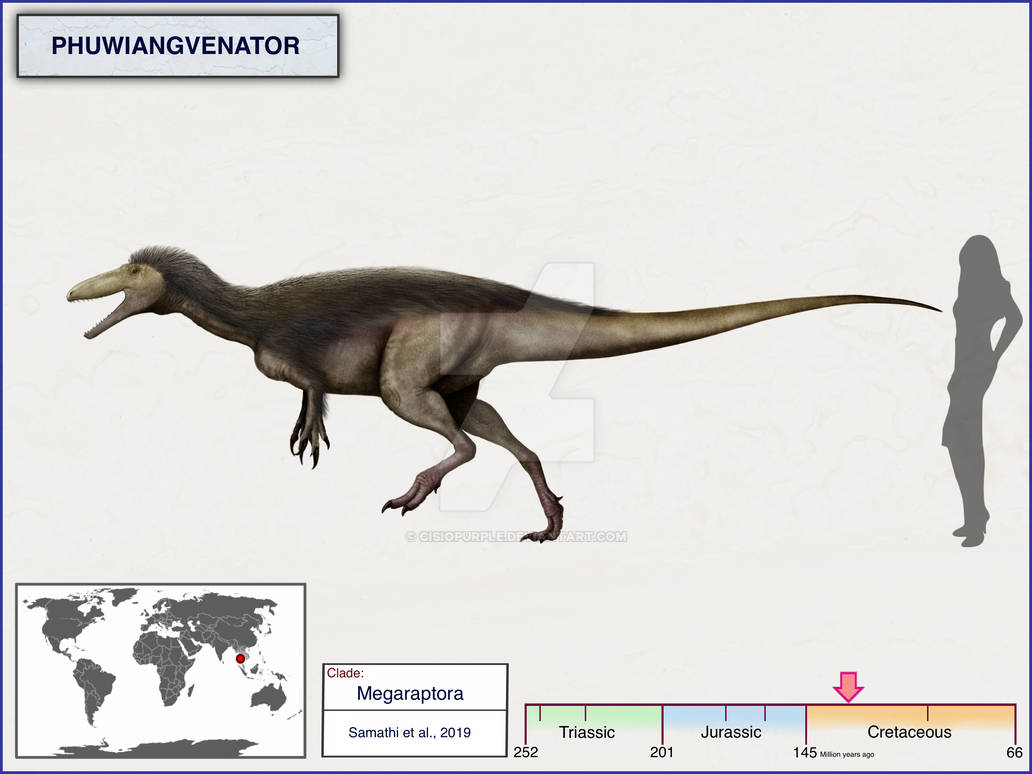 PHUWIANGVENATOR
© CISIOPURPLE.DEVIANTART.COM
Clade:
Megaraptora
Samathi et al., 2019
Triassic
Jurassic
Cretaceous
252
201
145
Million years ago
66